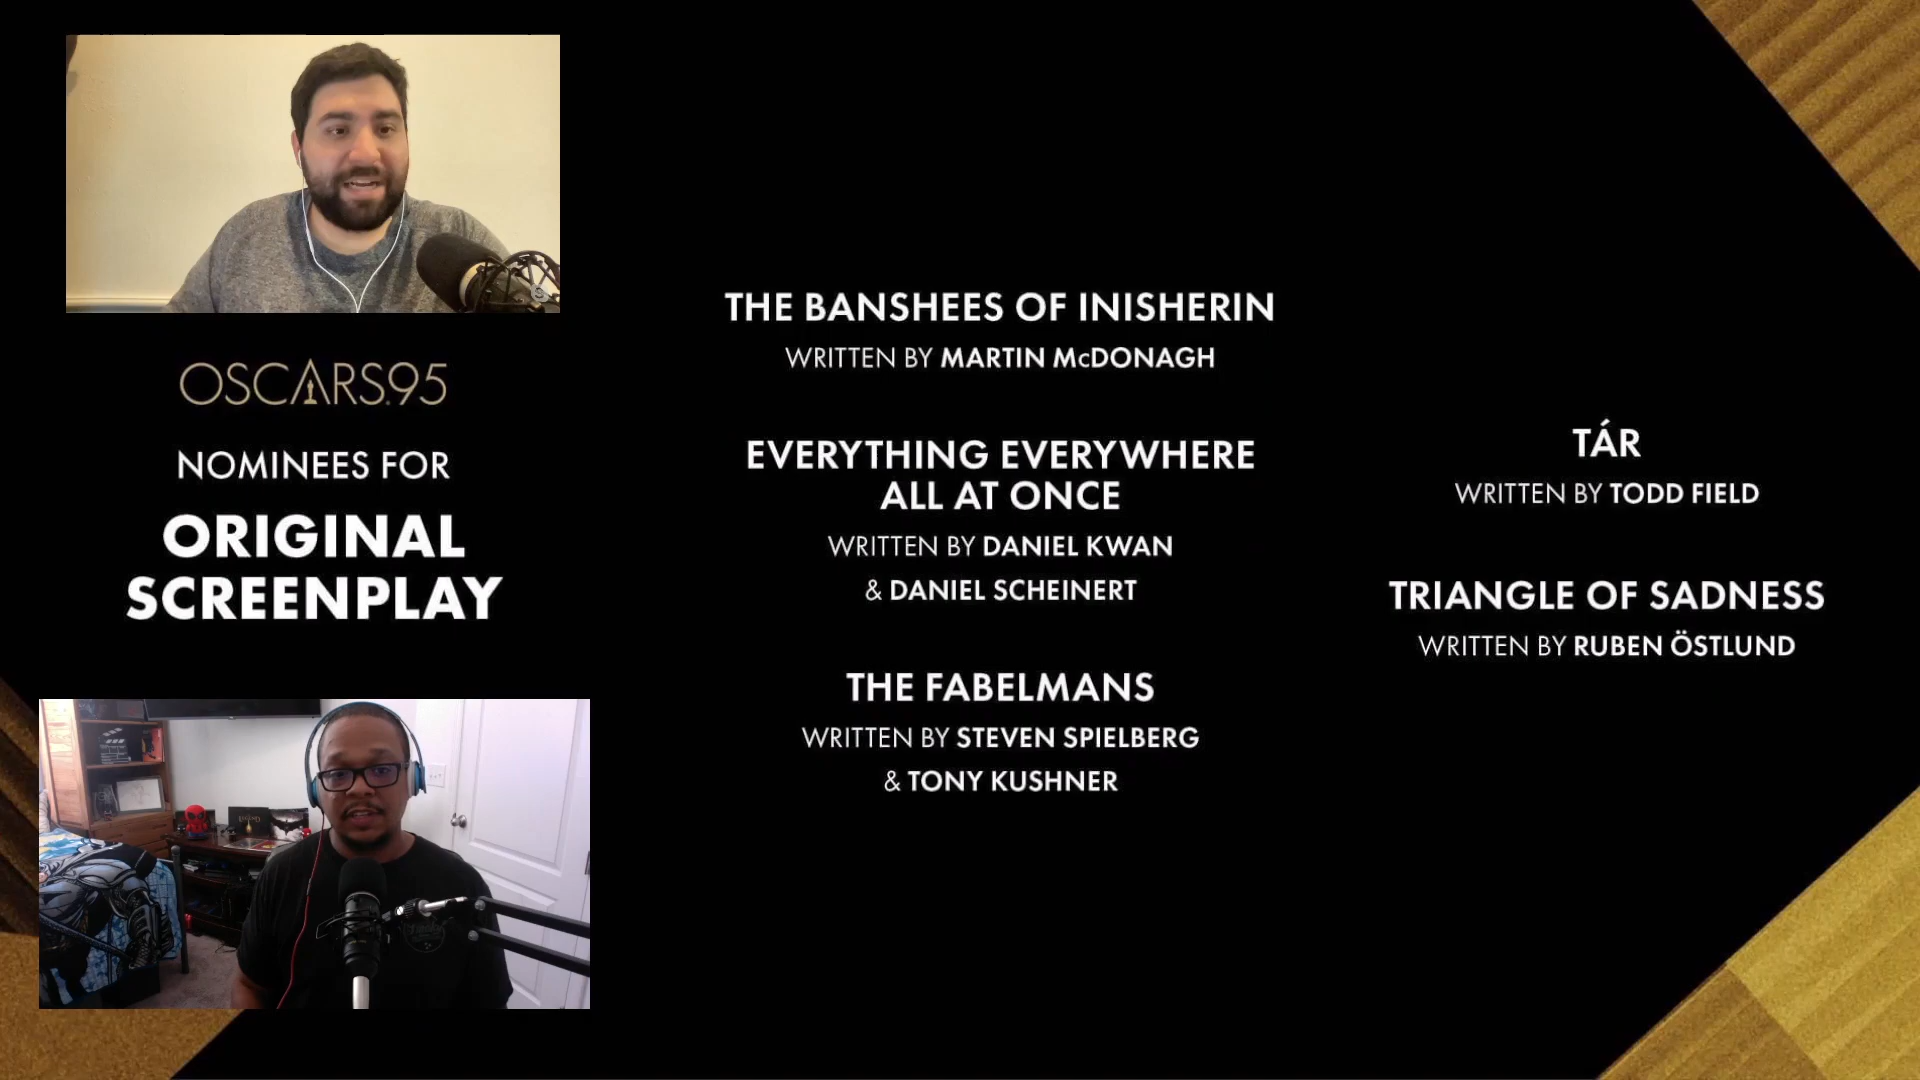 OSCARS.95
NOMINEES FOR
ORIGINAL
SCREENPLAY
THE BANSHEES OF INISHERIN
WRITTEN BY MARTIN McDONAGH
EVERYTHING EVERYWHERE
ALL AT ONCE
WRITTEN BY DANIEL KWAN
& DANIEL SCHEINERT
THE FABELMANS
WRITTEN BY STEVEN SPIELBERG
& TONY KUSHNER
TÁR
WRITTEN BY TODD FIELD
TRIANGLE OF SADNESS
WRITTEN BY RUBEN ÖSTLUND